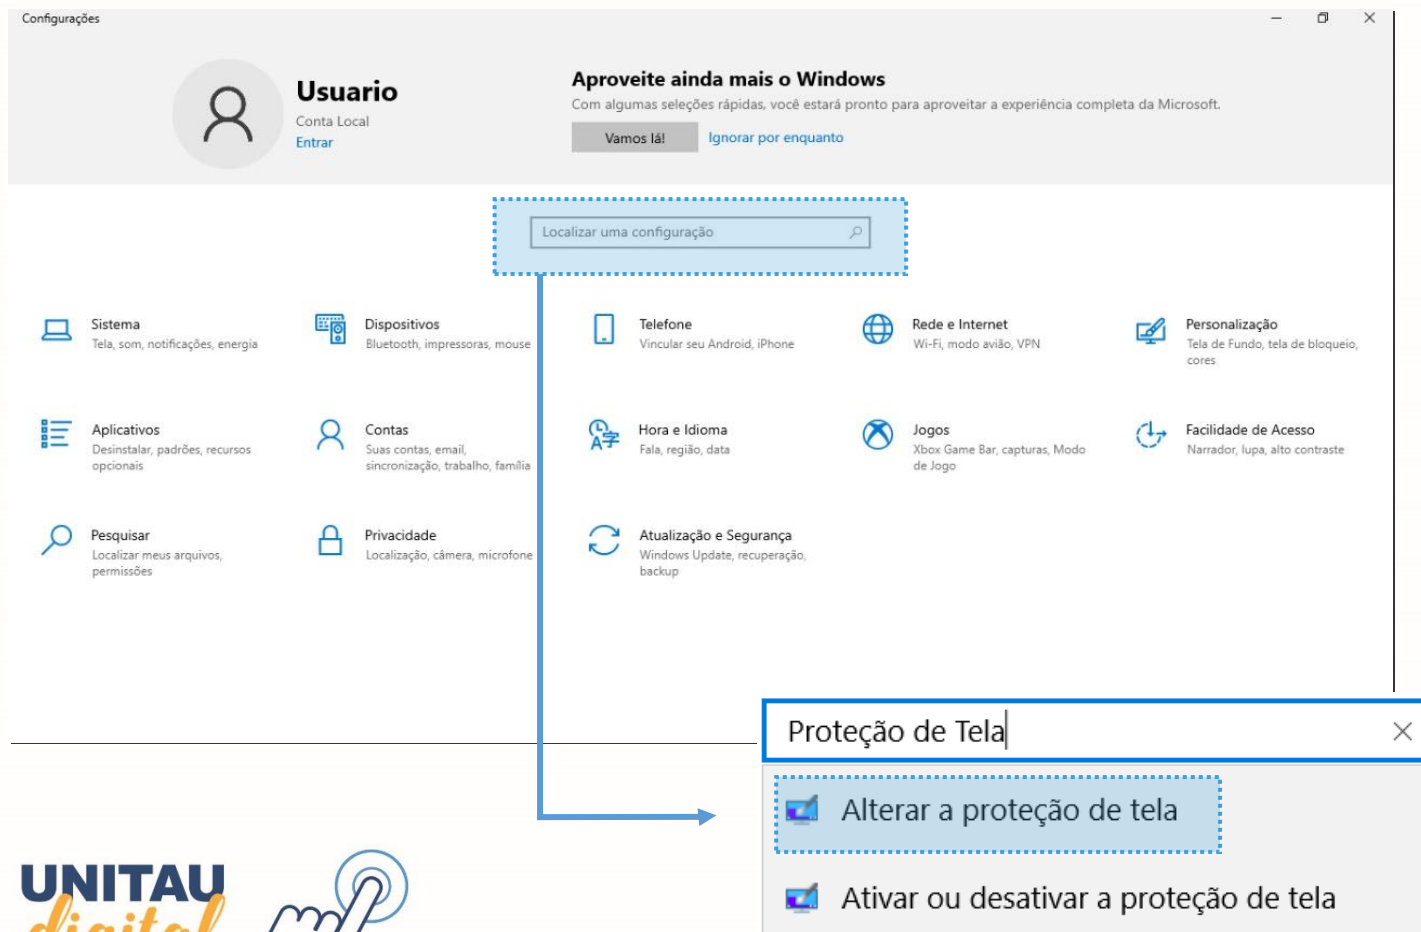 Configurações
Usuario
Conta Local
Entrar
Aproveite ainda mais o Windows
Com algumas seleções rápidas, você estará pronto para aproveitar a experiência completa da Microsoft.
Vamos lá!
Ignorar por enquanto
Localizar uma configuração
Sistema
Tela, som, notificações, energia
Dispositivos
Bluetooth, impressoras, mouse
Telefone
Vincular seu Android, iPhone
Rede e Internet
Wi-Fi, modo avião, VPN
Personalização
Tela de Fundo, tela de bloqueio,
cores
Aplicativos
Desinstalar, padrões, recursos
opcionais
Contas
Suas contas, email,
sincronização, trabalho, família
Hora e Idioma
Fala, região, data
Jogos
Xbox Game Bar, capturas, Modo
de Jogo
Facilidade de Acesso
Narrador, lupa, alto contraste
Pesquisar
Localizar meus arquivos,
permissões
Privacidade
Localização, câmera, microfone
Atualização e Segurança
Windows Update, recuperação,
backup
Proteção de Tela
Alterar a proteção de tela
Ativar ou desativar a proteção de tela
UNITAU
digital